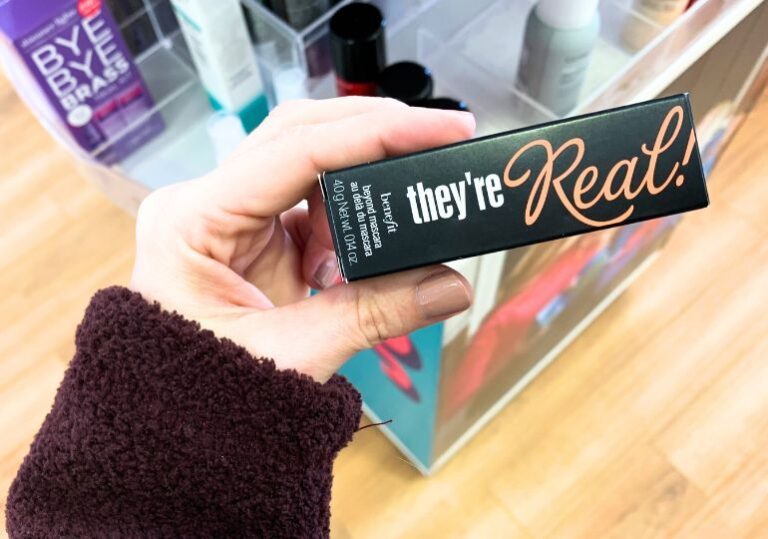 BYE
BYE
BRASS
they're Real!
benefit
beyond mascara
au delà du mascara
4.0 g Net wt. 0.14 oz.